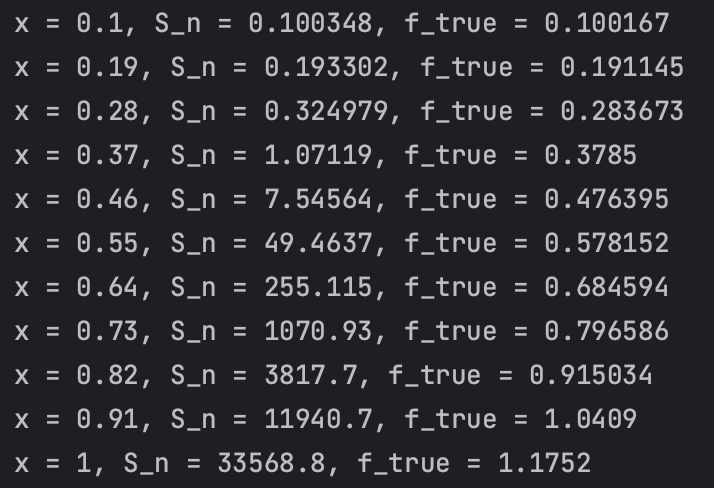 x = 0.1, S_n = 0.100348, f_true = 0.100167
x = 0.19, S_n = 0.193302, f_true = 0.191145
x = 0.28, S_n = 0.324979, f_true = 0.283673
x = 0.37, S_n = 1.07119, f_true = 0.3785
x = 0.46, S_n = 7.54564, f_true = 0.476395
x = 0.55, S_n = 49.4637, f_true = 0.578152
x = 0.64, S_n = 255.115, f_true = 0.684594
x = 0.73, S_n = 1070.93, f_true = 0.796586
x = 0.82, S_n = 3817.7, f_true = 0.915034
x = 0.91, S_n = 11940.7, f_true = 1.0409
x = 1, S_n = 33568.8, f_true = 1.1752